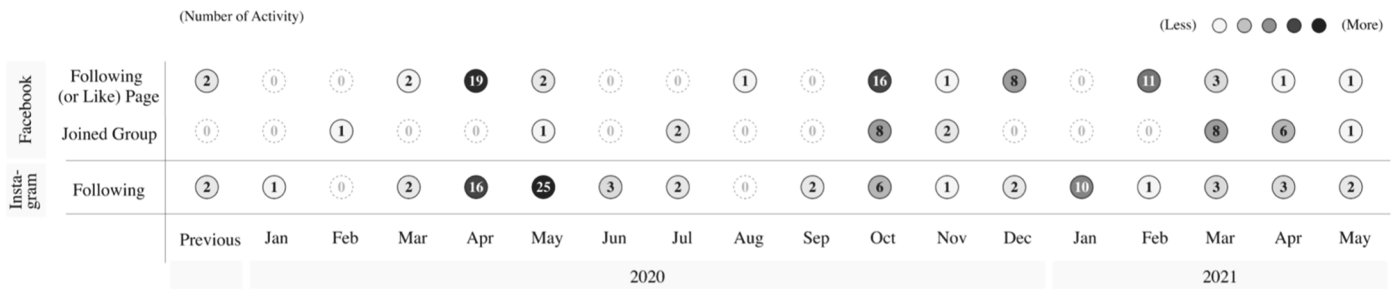 (Number of Activity)
(Less) (More)
Facebook
Following
(or Like) Page
2 0 0 2 19 2 0 0 1 0 16 1 8 0 11 3 1 1
Joined Group
0 0 1 0 0 1 0 2 0 0 8 2 0 0 0 8 6 1
Insta-
gram
Following
2 1 0 2 16 25 3 2 0 2 6 1 2 10 1 3 3 2
Previous Jan Feb Mar Apr May Jun Jul Aug Sep Oct Nov Dec Jan Feb Mar Apr May
2020 2021